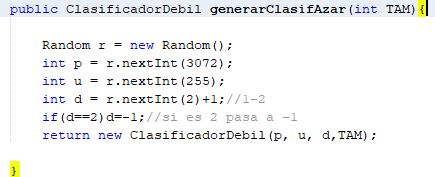 public ClasificadorDebil generarClasifAzar(int TAM){
Random r = new Random();
int p = r.nextInt(3072);
int u = r.nextInt(255);
int d = r.nextInt(2)+1;//1-2
if(d==2)d=-1;//si es 2 pasa a -1
return new ClasificadorDebil(p, u, d,TAM);
}